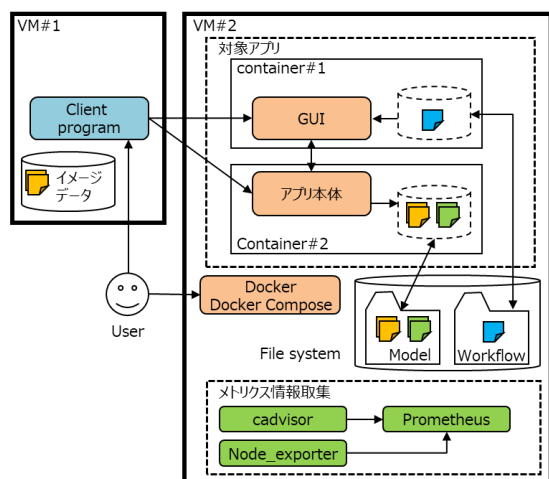 VM#1
Client
program
イメージ
データ
User
VM#2
対象アプリ
container#1
GUI
アプリ本体
Container#2
Docker
Docker Compose
File system
Model
Workflow
メトリクス情報取集
cadvisor
Prometheus
Node_exporter